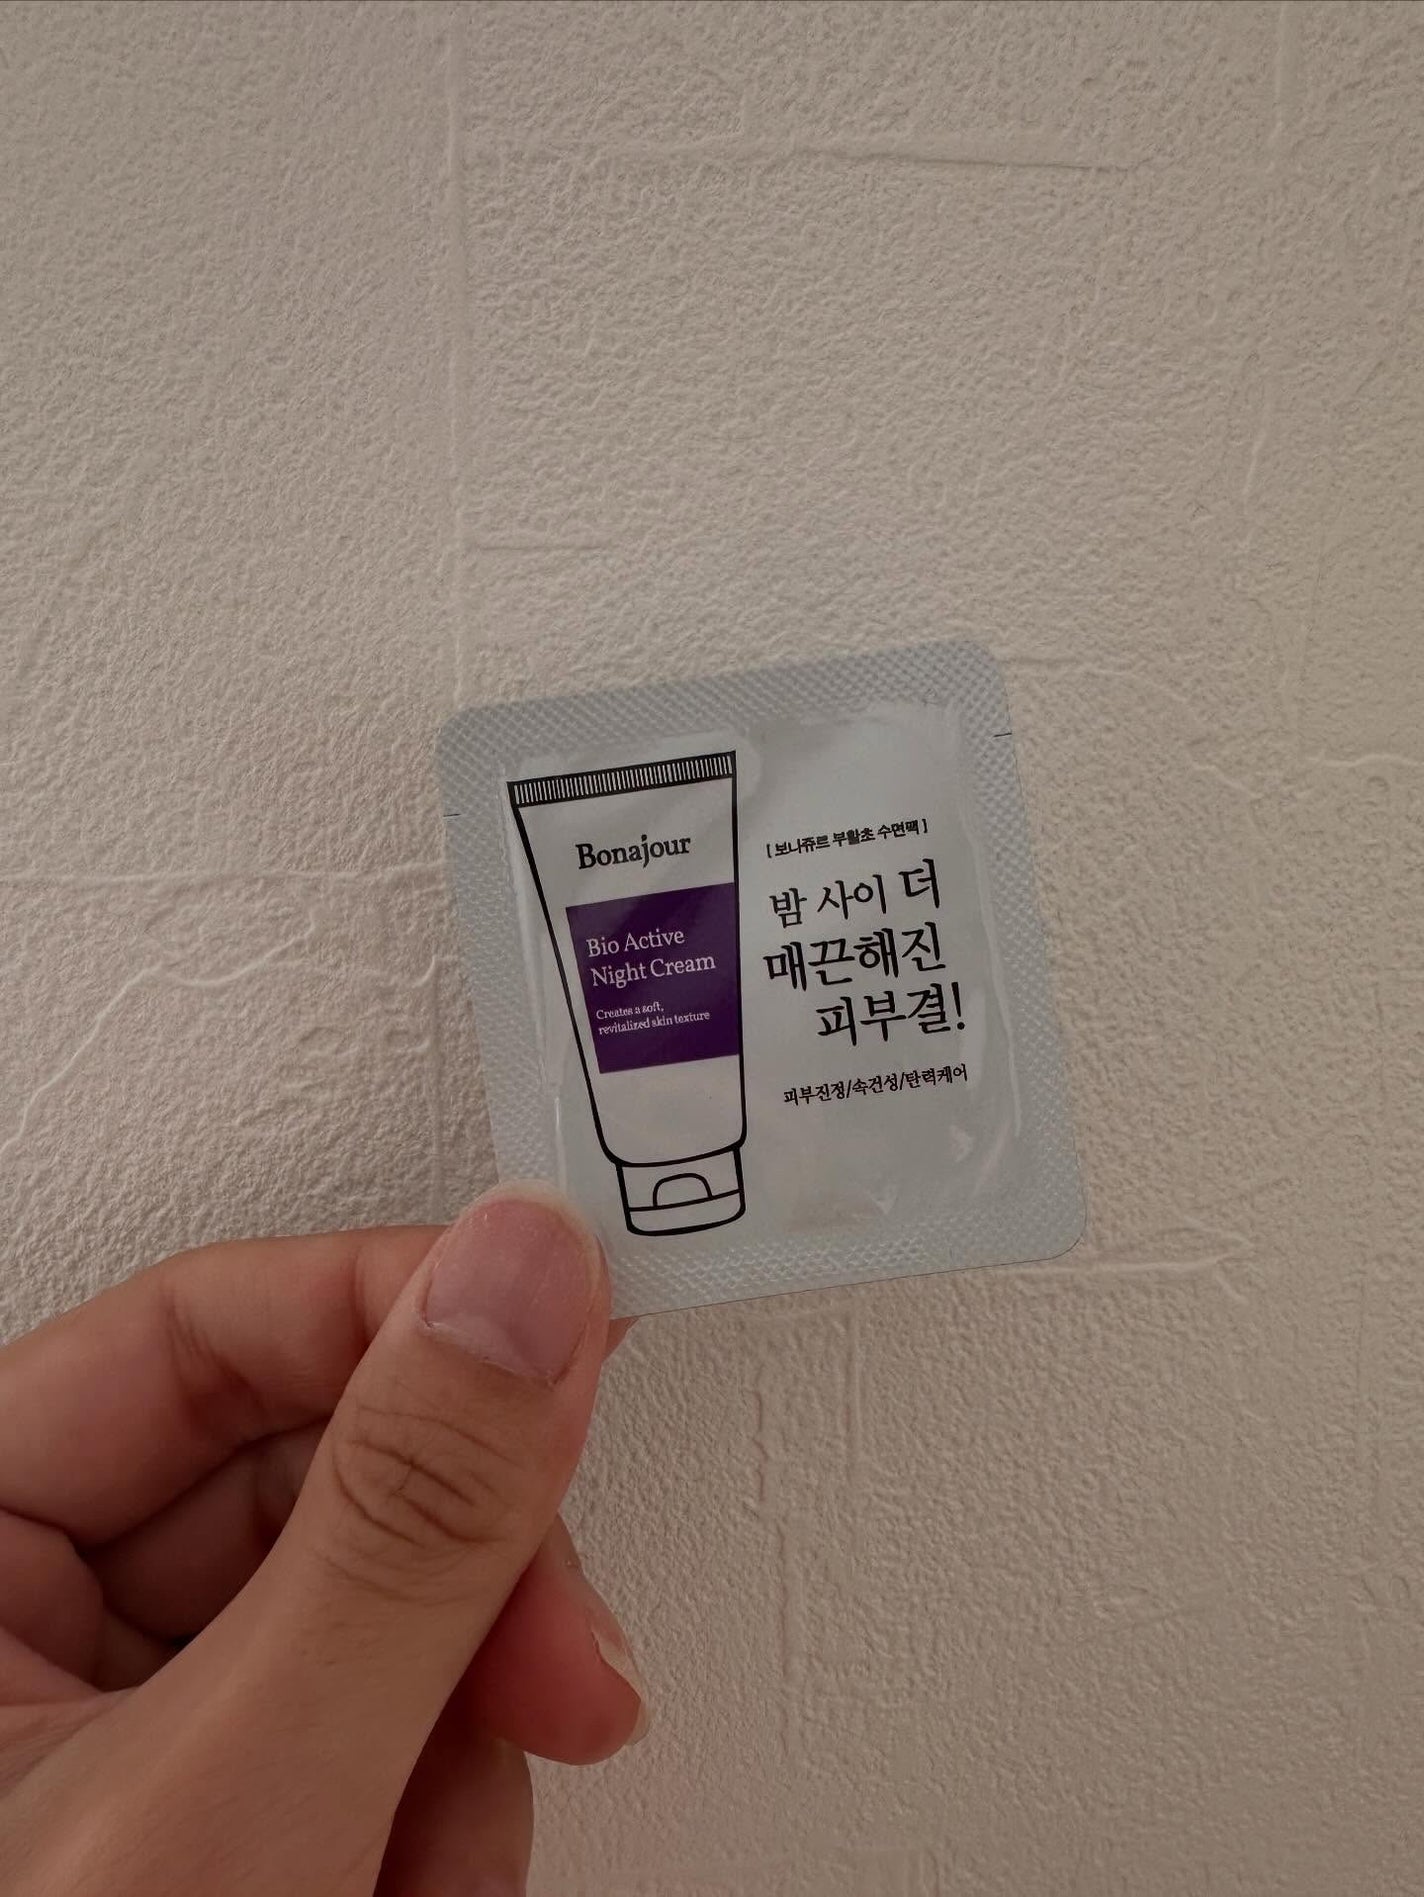 Bonajour
Bio Active
Night Cream
Creates a soft,
revitalized skin texture
[ 보나쥬르 부활초 수면팩 ]
밤 사이 더
매끈해진
피부결!
피부진정/속건성/탄력케어